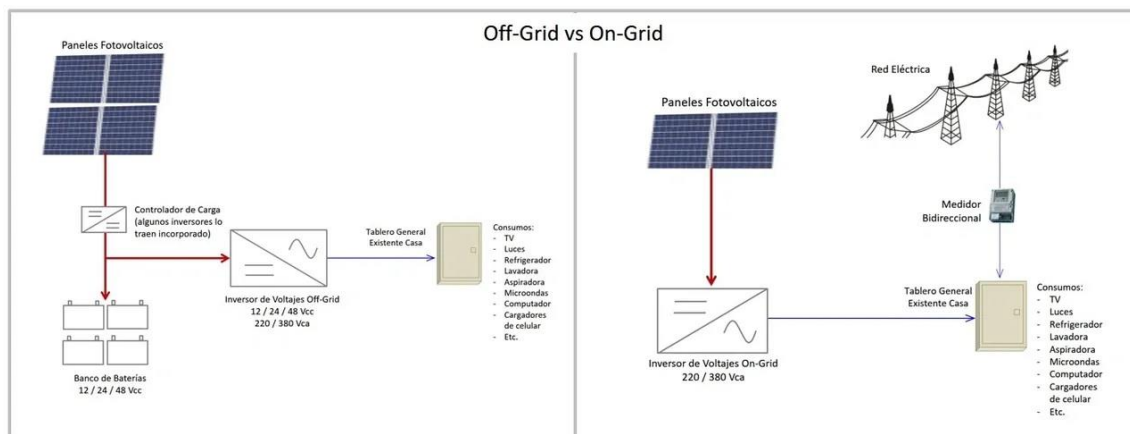 Off-Grid vs On-Grid
Paneles Fotovoltaicos
Controlador de Carga
(algunos inversores lo
traen incorporado)
Tablero General
Existente Casa
Consumos:
- TV
- Luces
- Refrigerador
- Lavadora
- Aspiradora
- Microondas
- Computador
- Cargadores
de celular
- Etc.
Inversor de Voltajes Off-Grid
12 / 24 / 48 Vcc
220 / 380 Vca
Banco de Baterías
12 / 24 / 48 Vcc
Red Eléctrica
Paneles Fotovoltaicos
Medidor
Bidireccional
Tablero General
Existente Casa
Consumos:
- TV
- Luces
- Refrigerador
- Lavadora
- Aspiradora
- Microondas
- Computador
- Cargadores
de celular
- Etc.
Inversor de Voltajes On-Grid
220 / 380 Vca